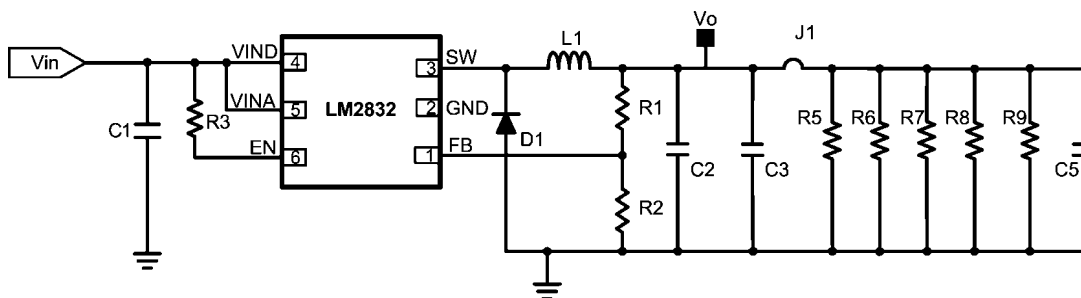 Vo
J1
L1
Vin
VIND
4
3
SW
VINA
5
LM2832
2
GND
R1
C1
R3
EN
6
1
FB
D1
R2
C2
C3
R5
R6
R7
R8
R9
C5